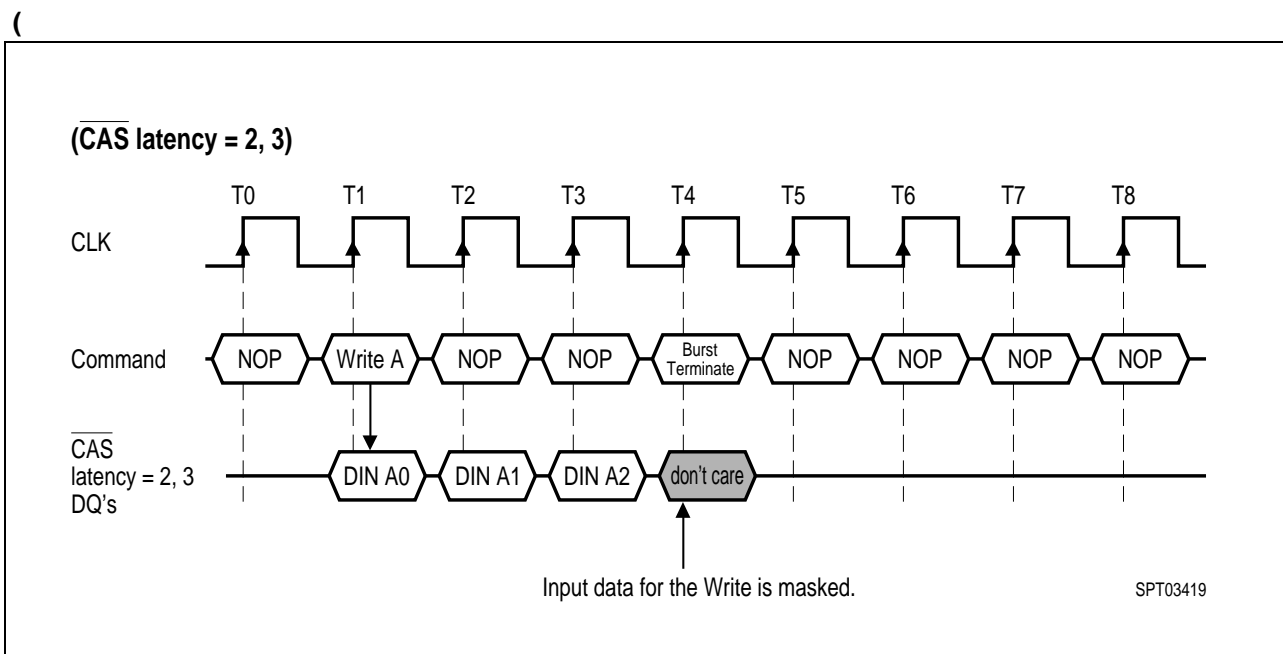 (
(CAS latency = 2, 3)
T0 T1 T2 T3 T4 T5 T6 T7 T8
CLK
Command NOP Write A NOP NOP Burst Terminate NOP NOP NOP NOP
CAS
latency = 2, 3
DQ's
DIN A0 DIN A1 DIN A2 don't care
Input data for the Write is masked.
SPT03419